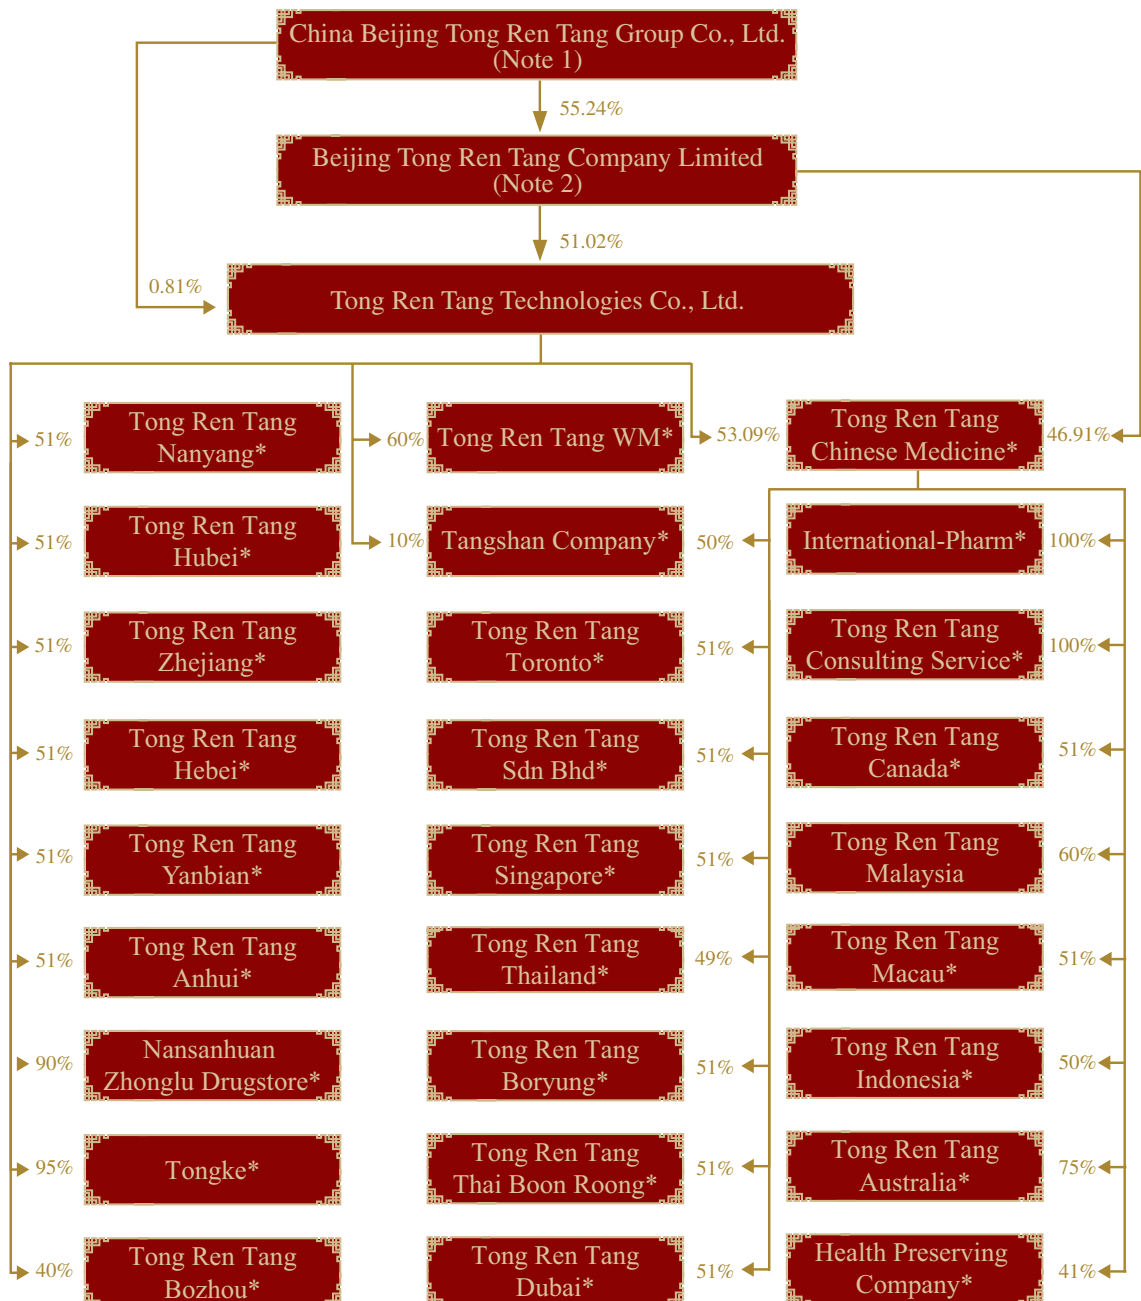 China Beijing Tong Ren Tang Group Co., Ltd.
(Note 1)
55.24%
Beijing Tong Ren Tang Company Limited
(Note 2)
51.02%
0.81%
Tong Ren Tang Technologies Co., Ltd.
51%
Tong Ren Tang
Nanyang*
60%
Tong Ren Tang WM*
53.09%
Tong Ren Tang
Chinese Medicine*
46.91%
51%
Tong Ren Tang
Hubei*
10%
Tangshan Company*
50%
International-Pharm*
100%
51%
Tong Ren Tang
Zhejiang*
Tong Ren Tang
Toronto*
51%
Tong Ren Tang
Consulting Service*
100%
51%
Tong Ren Tang
Hebei*
Tong Ren Tang
Sdn Bhd*
51%
Tong Ren Tang
Canada*
51%
51%
Tong Ren Tang
Yanbian*
Tong Ren Tang
Singapore*
51%
Tong Ren Tang
Malaysia
60%
51%
Tong Ren Tang
Anhui*
Tong Ren Tang
Thailand*
49%
Tong Ren Tang
Macau*
51%
90%
Nansanhuan
Zhonglu Drugstore*
Tong Ren Tang
Boryung*
51%
Tong Ren Tang
Indonesia*
50%
95%
Tongke*
Tong Ren Tang
Thai Boon Roong*
51%
Tong Ren Tang
Australia*
75%
40%
Tong Ren Tang
Bozhou*
Tong Ren Tang
Dubai*
51%
Health Preserving
Company*
41%